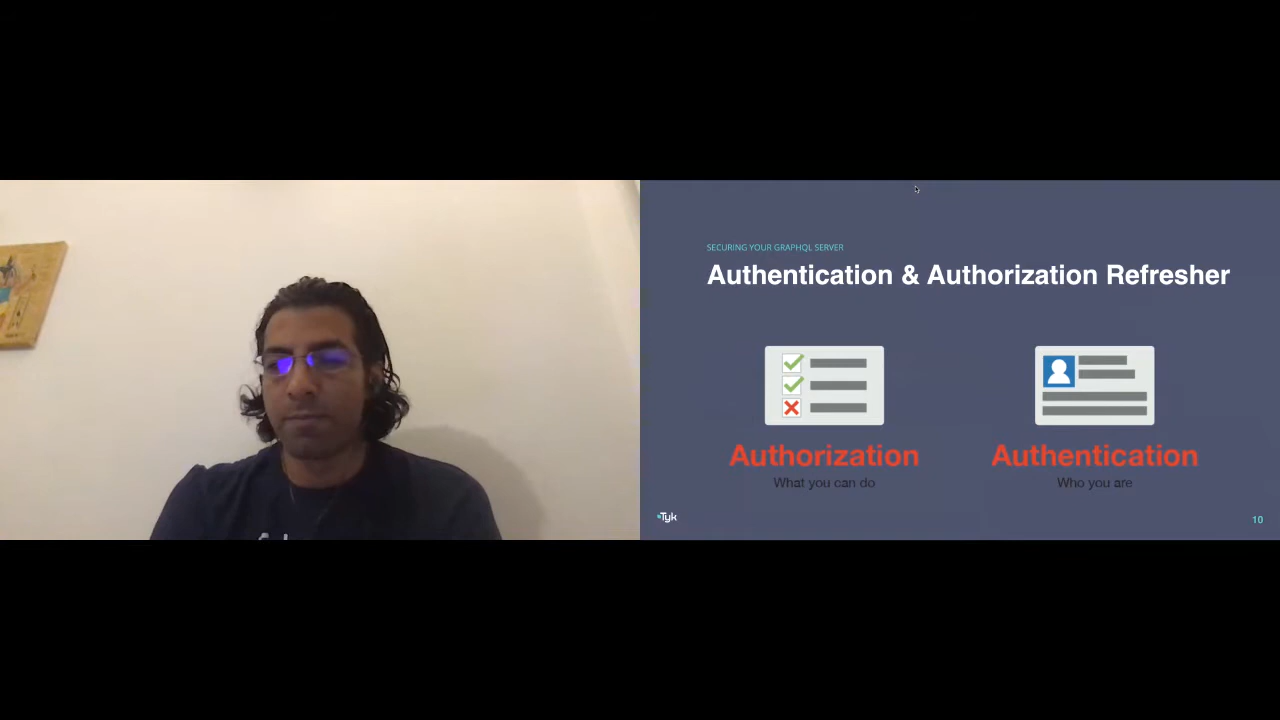 SECURING YOUR GRAPHQL SERVER
Authentication & Authorization Refresher
Authorization
What you can do
Authentication
Who you are
Tyk
10